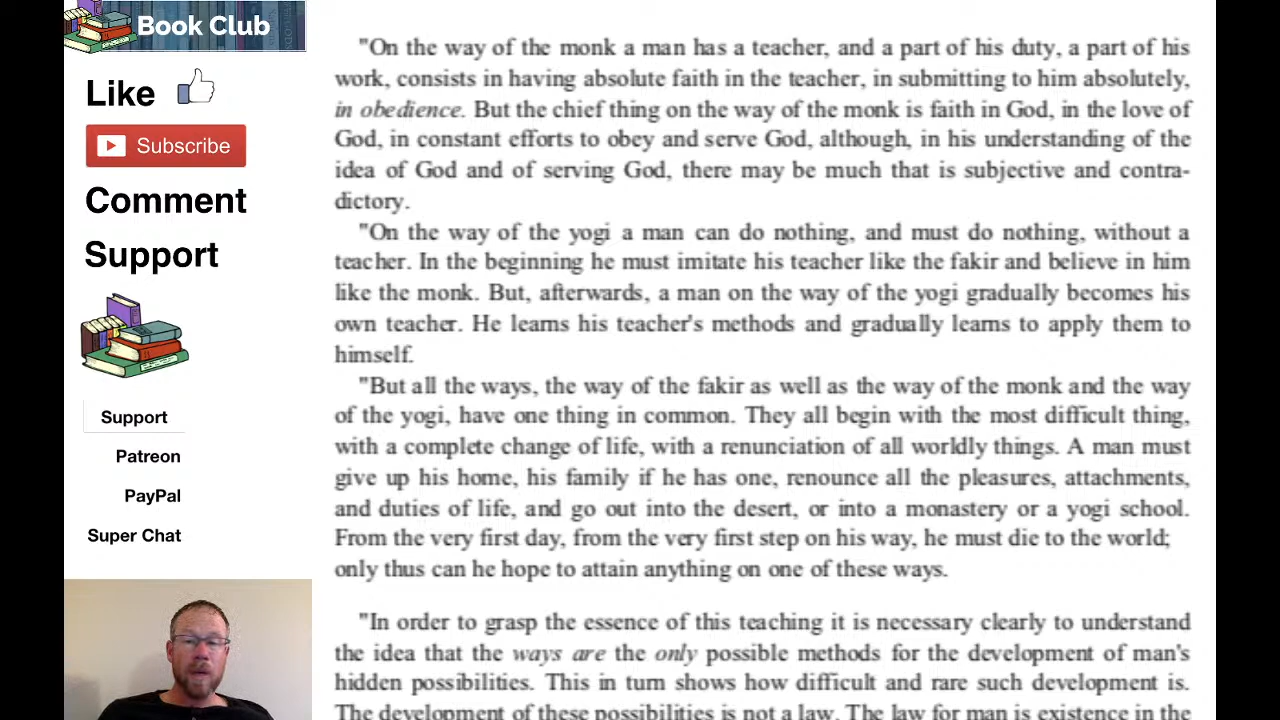 Book Club
Like
Subscribe
Comment
Support
Support
Patreon
PayPal
Super Chat
"On the way of the monk a man has a teacher, and a part of his duty, a part of his
work, consists in having absolute faith in the teacher, in submitting to him absolutely,
in obedience. But the chief thing on the way of the monk is faith in God, in the love of
God, in constant efforts to obey and serve God, although, in his understanding of the
idea of God and of serving God, there may be much that is subjective and contra-
dictory.
"On the way of the yogi a man can do nothing, and must do nothing, without a
teacher. In the beginning he must imitate his teacher like the fakir and believe in him
like the monk. But, afterwards, a man on the way of the yogi gradually becomes his
own teacher. He learns his teacher's methods and gradually learns to apply them to
himself.
"But all the ways, the way of the fakir as well as the way of the monk and the way
of the yogi, have one thing in common. They all begin with the most difficult thing,
with a complete change of life, with a renunciation of all worldly things. A man must
give up his home, his family if he has one, renounce all the pleasures, attachments,
and duties of life, and go out into the desert, or into a monastery or a yogi school.
From the very first day, from the very first step on his way, he must die to the world;
only thus can he hope to attain anything on one of these ways.
"In order to grasp the essence of this teaching it is necessary clearly to understand
the idea that the ways are the only possible methods for the development of man's
hidden possibilities. This in turn shows how difficult and rare such development is.
The development of these possibilities is not a law. The law for man is existence in the